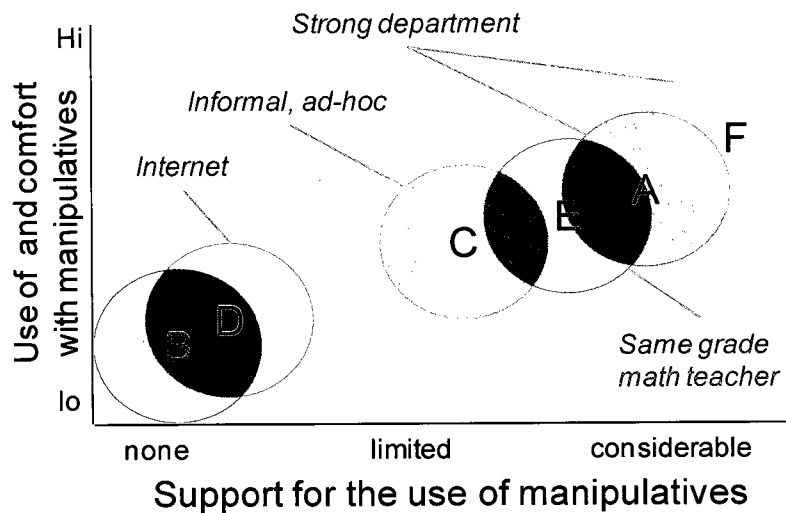 Strong department
Hi
Informal, ad-hoc
F
Internet
A
E
C
D
B
Use of and comfort
with manipulatives
Same grade
math teacher
lo
none
limited
considerable
Support for the use of manipulatives